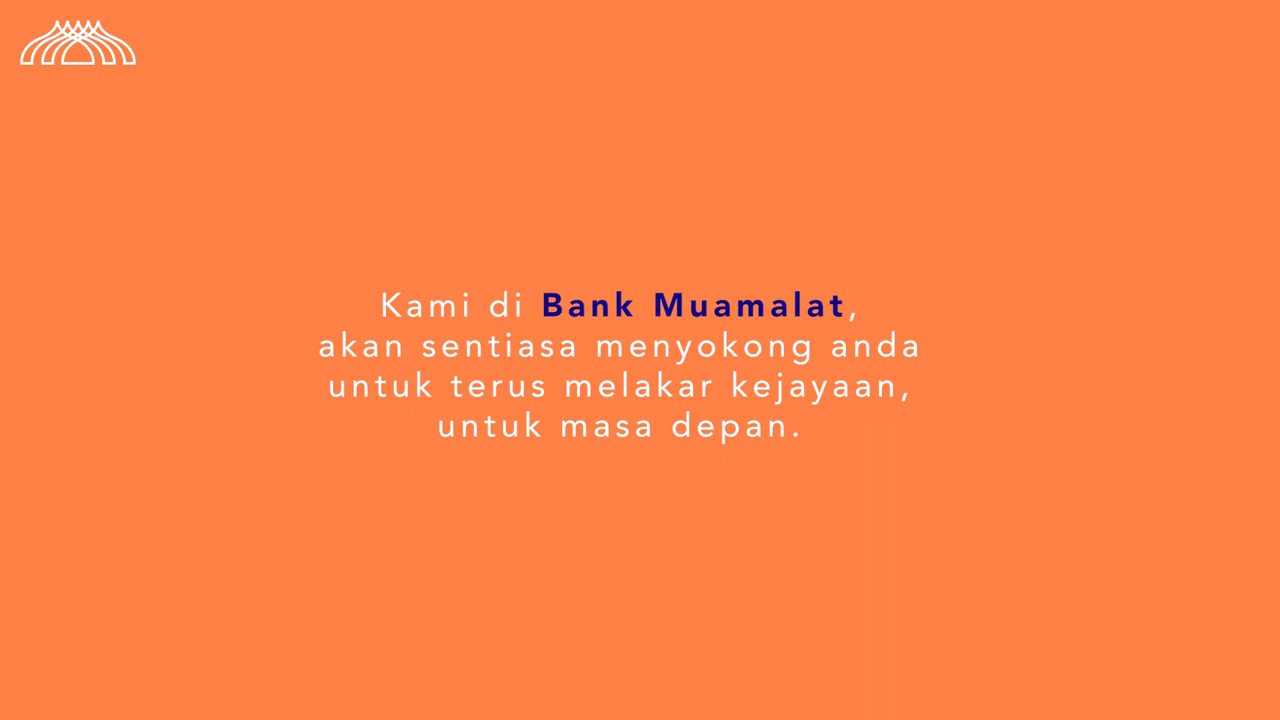 Kami di Bank Muamalat,
akan sentiasa menyokong anda
untuk terus melakar kejayaan,
untuk masa depan.